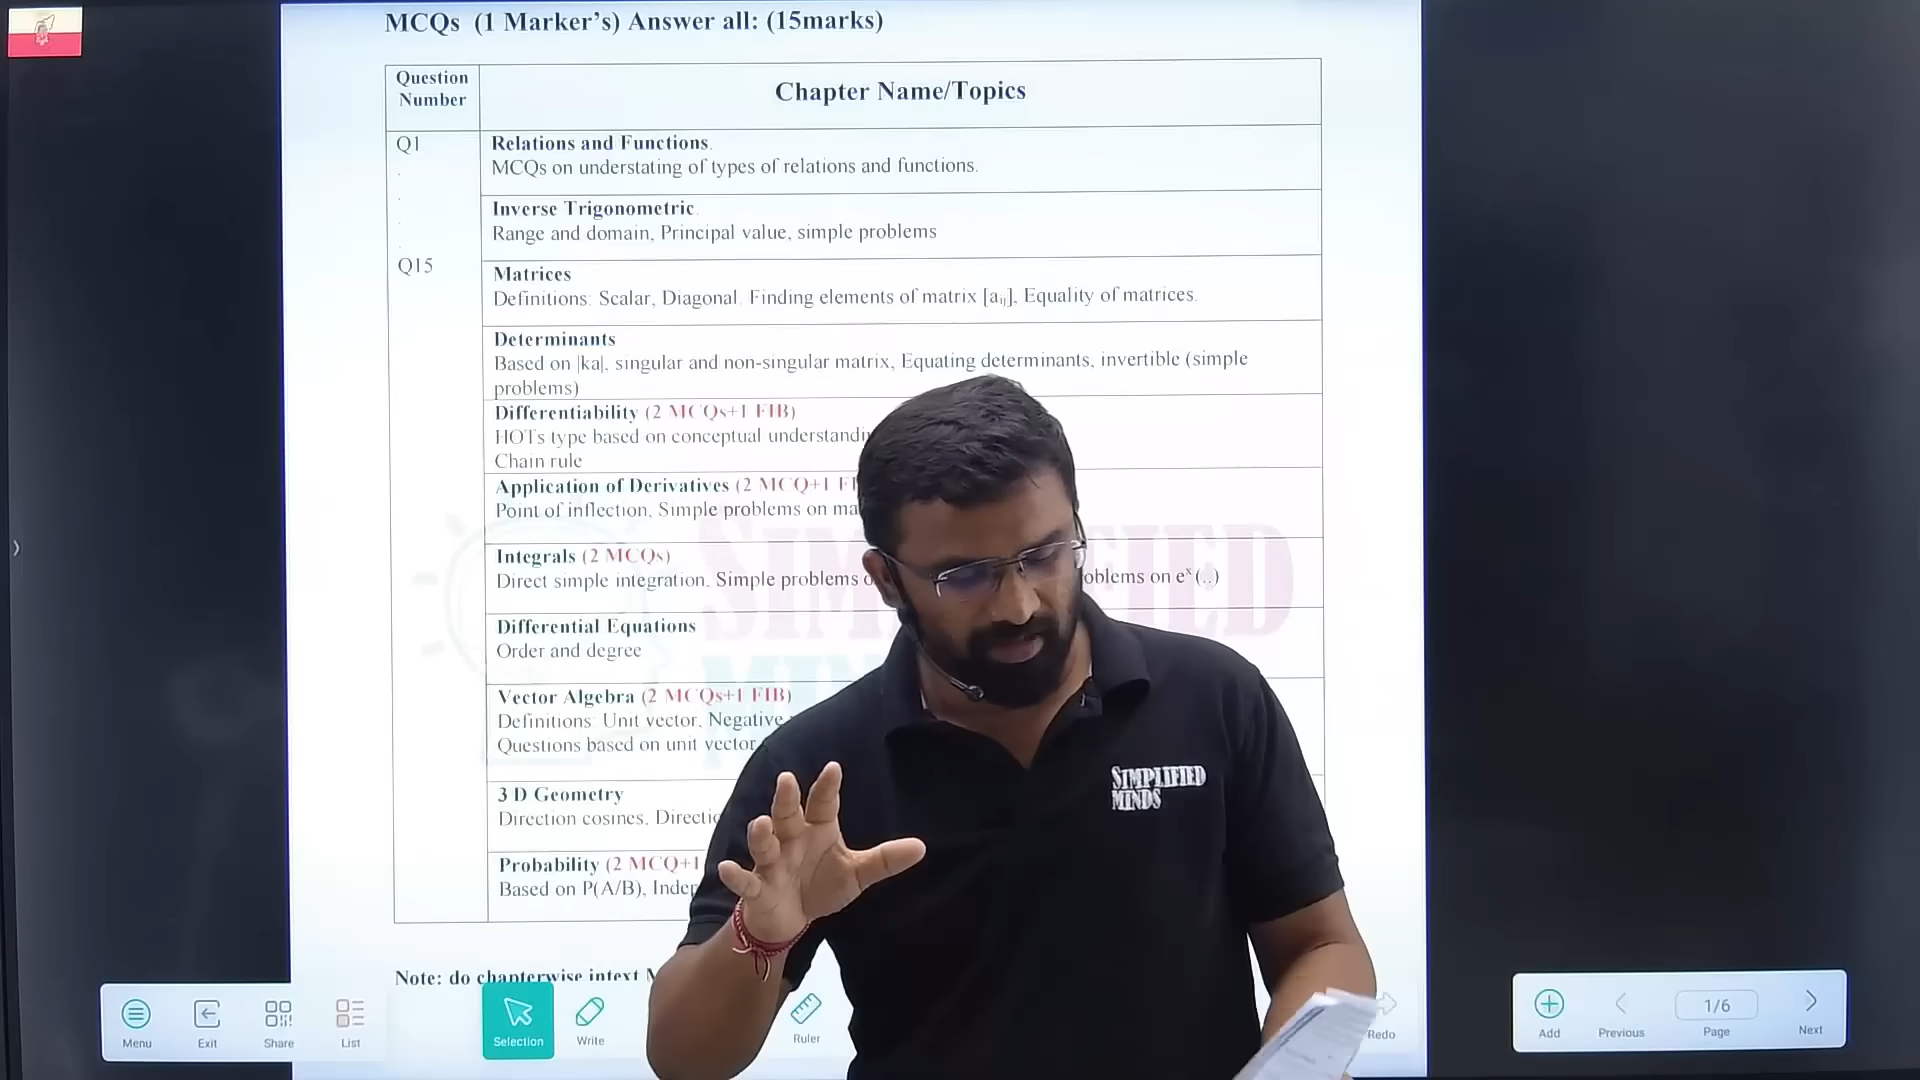 MCQs (1 Marker's) Answer all: (15marks)
Question Number
Chapter Name/Topics
Q1
Relations and Functions.
MCQs on understating of types of relations and functions.
Inverse Trigonometric.
Range and domain, Principal value, simple problems
Q15
Matrices
Definitions: Scalar, Diagonal. Finding elements of matrix [aᵢⱼ], Equality of matrices.
Determinants
Based on |ka|, singular and non-singular matrix, Equating determinants, invertible (simple
problems)
Differentiability (2 MCQs+1 FIB)
HOTs type based on conceptual
Chain rule
Application of Derivatives (2 MCQ+1
Point of inflection, Simple problems on
Integrals (2 MCQs)
Direct simple integration. Simple problems on eˣ(..)
Differential Equations
Order and degree
Vector Algebra (2 MCQs+1 FIB)
Definitions: Unit vector, Negative
Questions based on unit vector
3 D Geometry
Direction cosines,
Probability (2 MCQ+1
Based on P(A/B),
Note: do chapterwise intext
SIMPLIFIED
MINDS
Menu
Exit
Share
List
Selection
Write
Ruler
Redo
Add
Previous
1/6
Page
Next